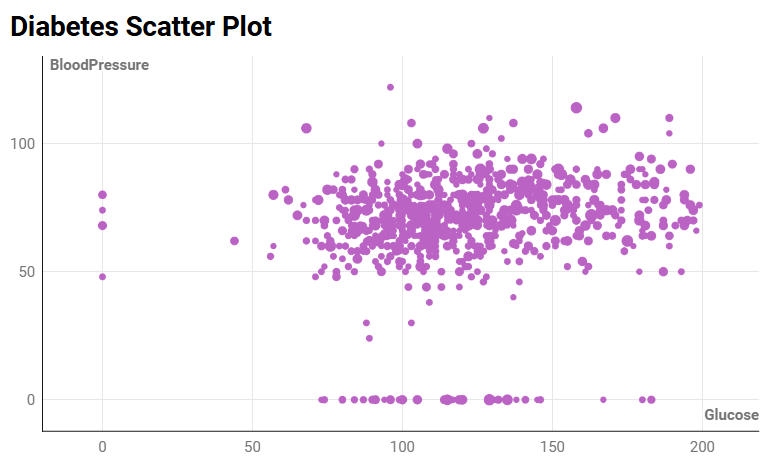 Diabetes Scatter Plot
BloodPressure
100
50
0
Glucose
0 50 100 150 200